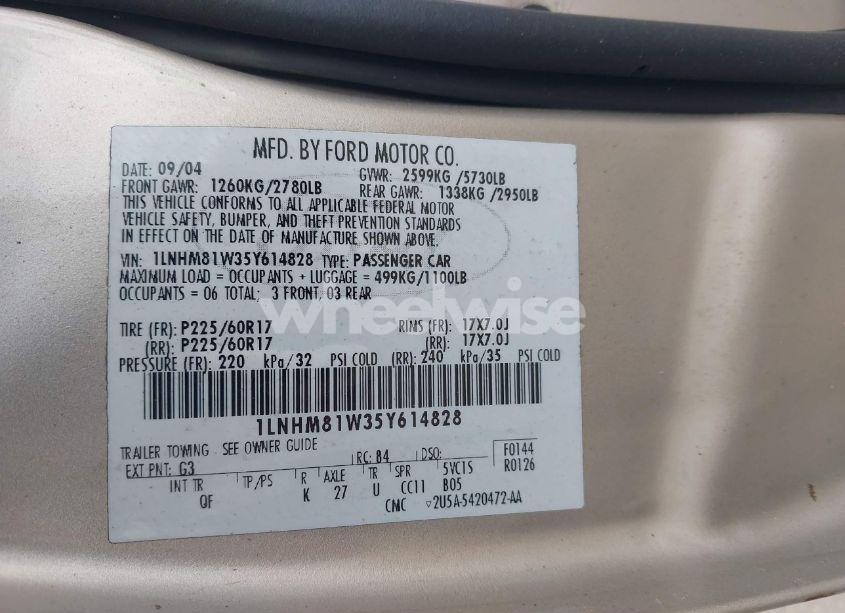 MFD. BY FORD MOTOR CO.
DATE: 09/04 GVWR: 2599KG /5730LB
FRONT GAWR: 1260KG/2780LB REAR GAWR: 1338KG /2950LB
THIS VEHICLE CONFORMS TO ALL APPLICABLE FEDERAL MOTOR
VEHICLE SAFETY, BUMPER, AND THEFT PREVENTION STANDARDS
IN EFFECT ON THE DATE OF MANUFACTURE SHOWN ABOVE.
VIN: 1LNHM81W35Y614828 TYPE: PASSENGER CAR
MAXIMUM LOAD = OCCUPANTS + LUGGAGE = 499KG/1100LB
OCCUPANTS = 06 TOTAL; 3 FRONT, 03 REAR
wheelwise
TIRE (FR): P225/60R17 RIMS (FR): 17X7.0J
(RR): P225/60R17 (RR): 17X7.0J
PRESSURE (FR): 220 kPa/32 PSI COLD (RR): 240 kPa/35 PSI COLD
1LNHM81W35Y614828
TRAILER TOWING - SEE OWNER GUIDE
EXT PNT: G3 RC: 84 DSO: F0144
R0126
INT TR TP/PS R AXLE TR SPR 5VC1S
QF K 27 U CC11 B05
CMC ▽2U5A-5420472-AA